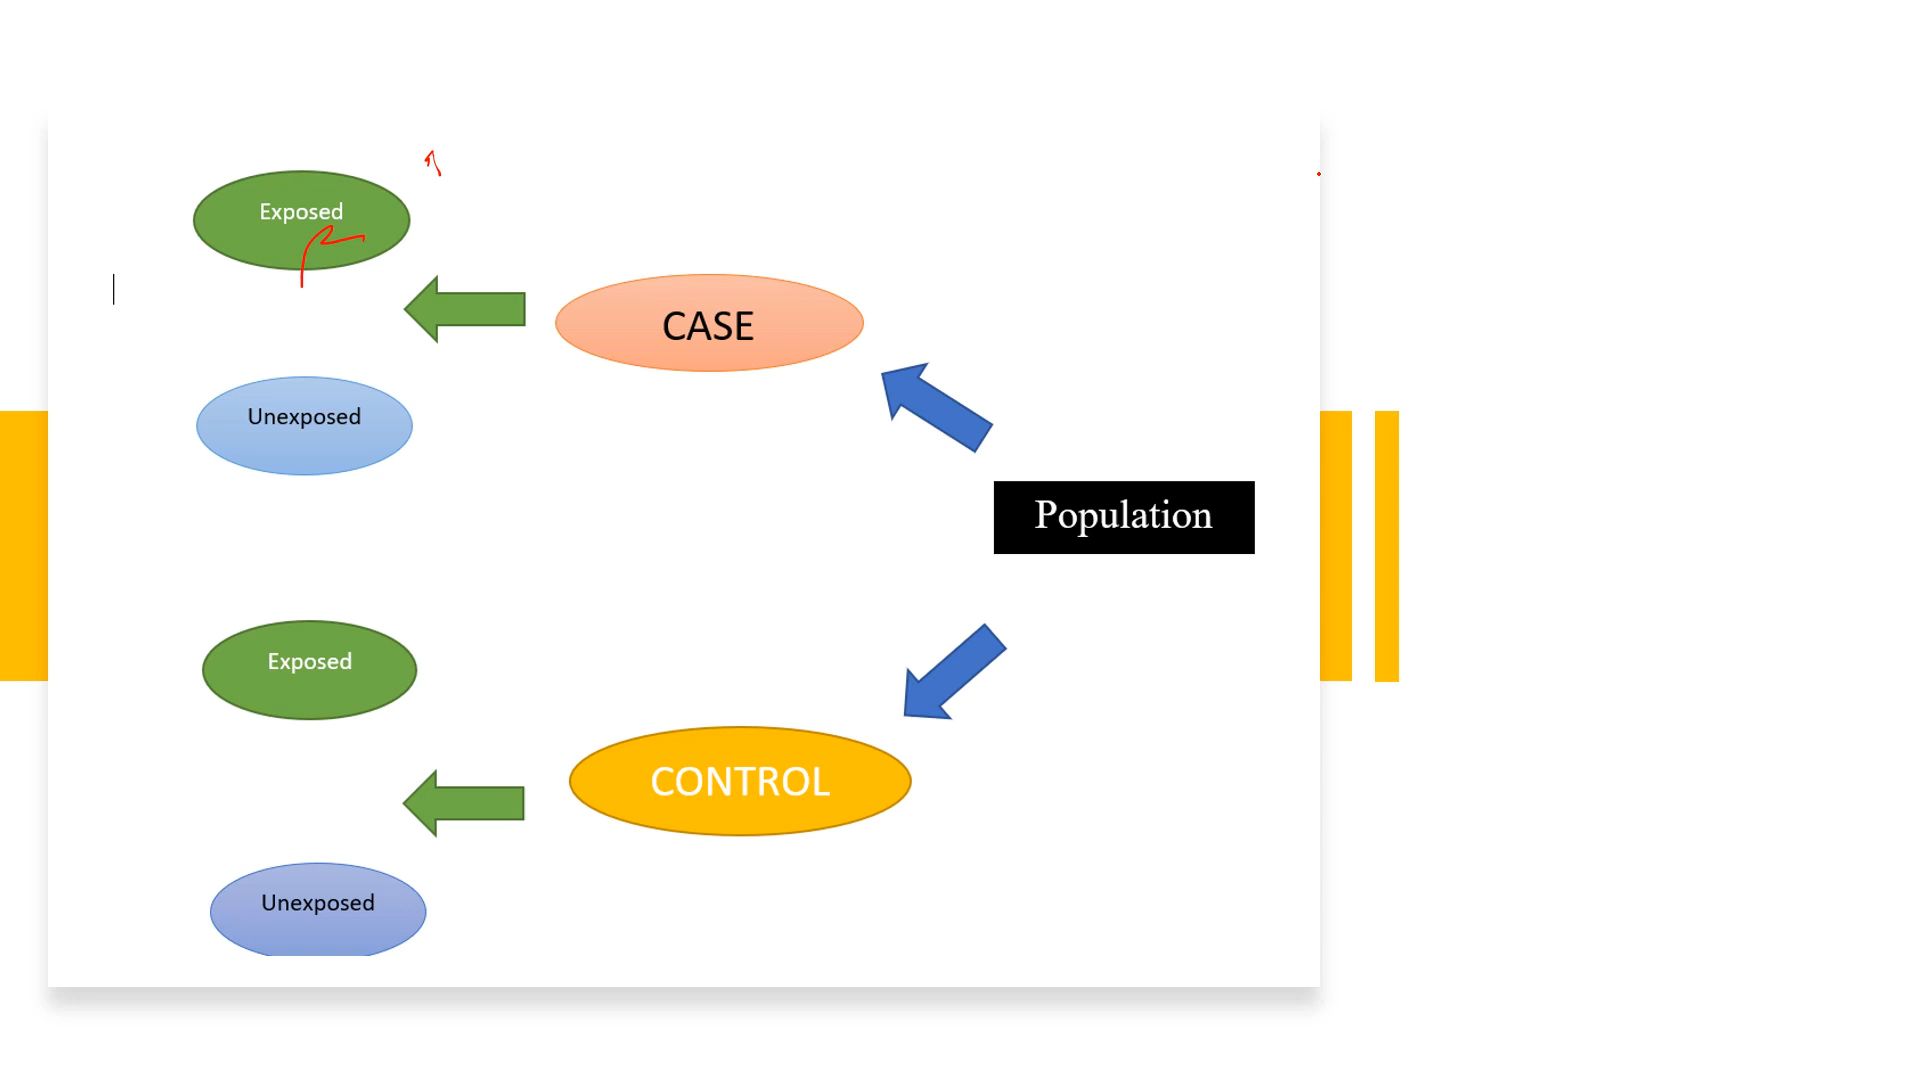 Exposed
CASE
Unexposed
Population
Exposed
CONTROL
Unexposed